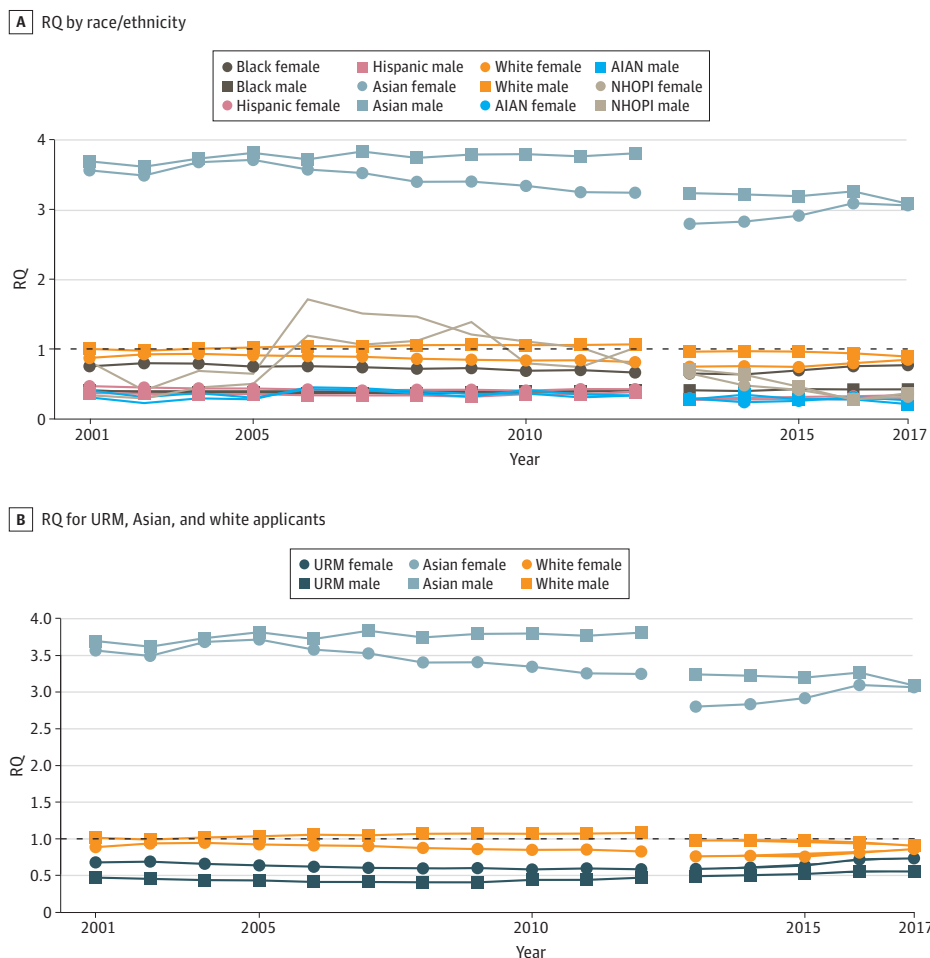 A RQ by race/ethnicity
Black female Hispanic male White female AIAN male
Black male Asian female White male NHOPI female
Hispanic female Asian male AIAN female NHOPI male
4
3
2
1
0
RQ
2001 2005 2010 2015 2017
Year
B RQ for URM, Asian, and white applicants
URM female Asian female White female
URM male Asian male White male
4.0
3.5
3.0
2.5
2.0
1.5
1.0
0.5
0
RQ
2001 2005 2010 2015 2017
Year